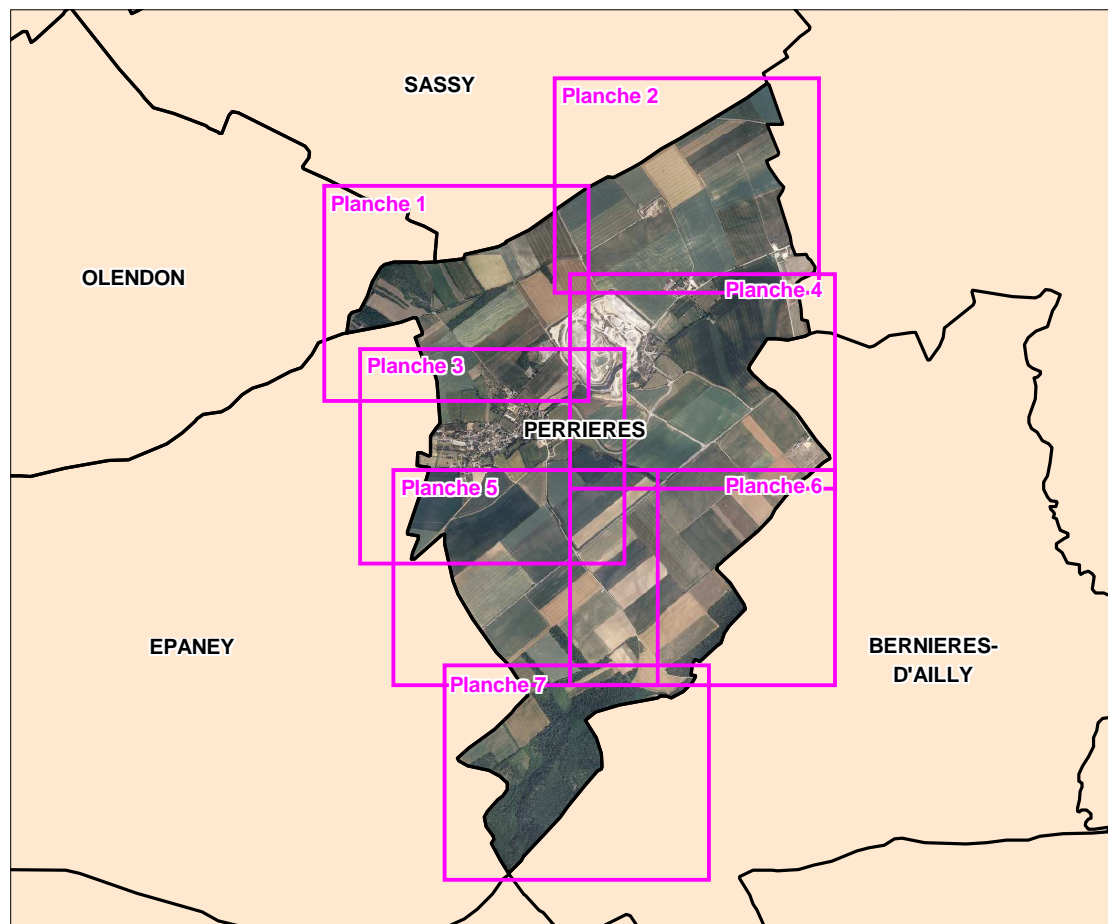 SASSY
Planche 2
Planche 1
OLENDON
Planche 4
Planche 3
PERRIERES
Planche 5
Planche 6
EPANEY
BERNIERES-
D'AILLY
Planche 7